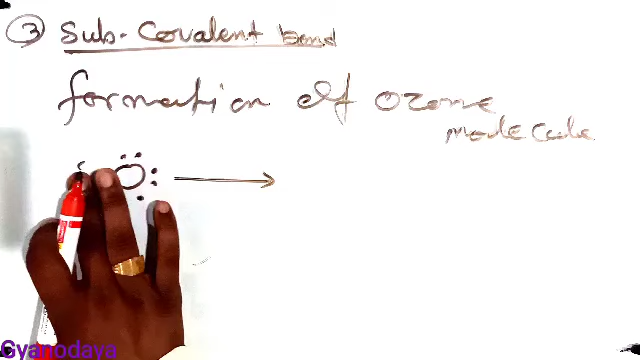 ③ Sub-Covalent bond
formation of ozone
molecule
O
Gyanodaya